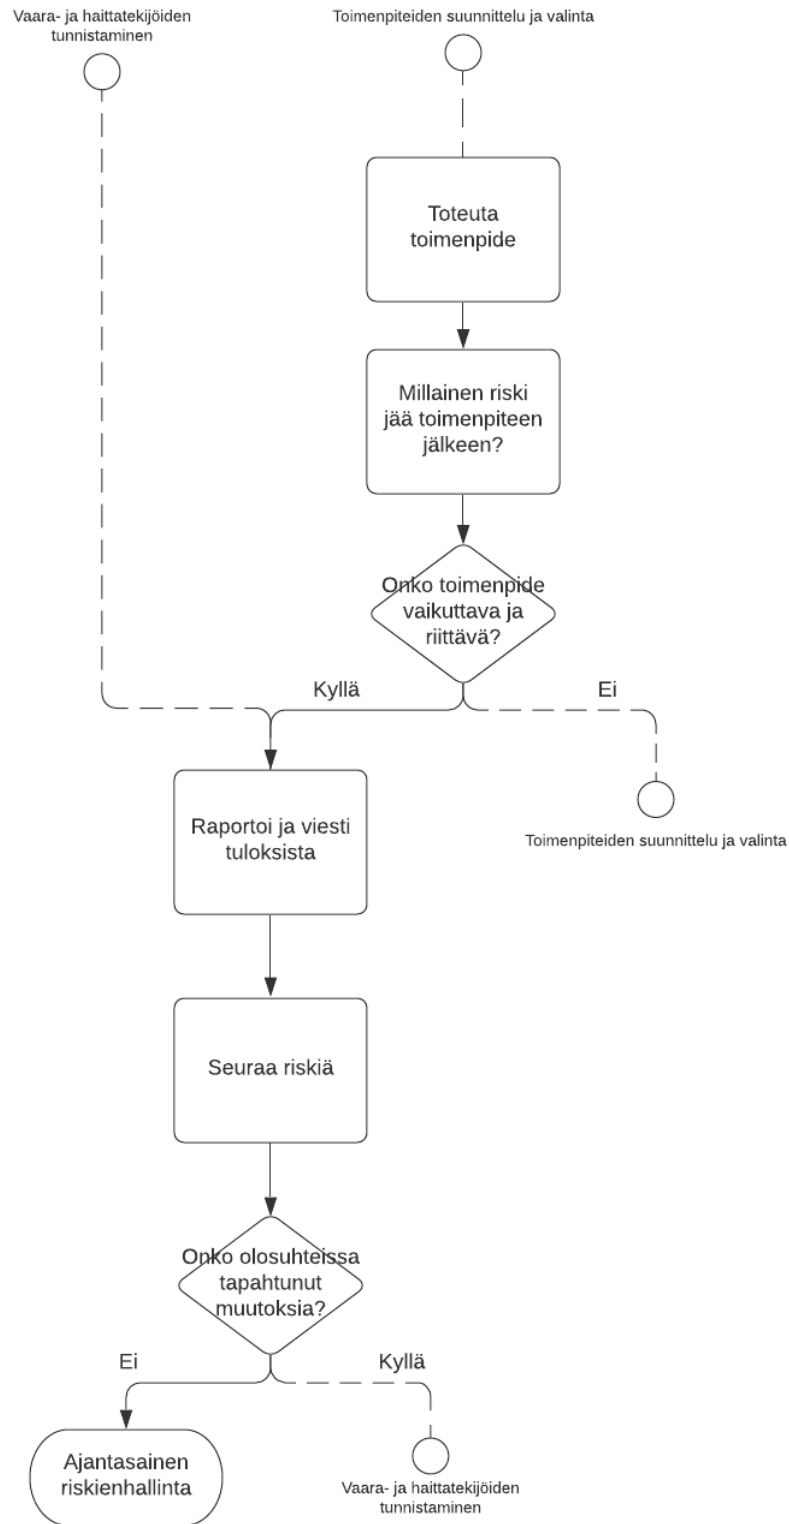 Vaara- ja haittatekijöiden
tunnistaminen
Toimenpiteiden suunnittelu ja valinta
Toteuta
toimenpide
Millainen riski
jää toimenpiteen
jälkeen?
Onko toimenpide
vaikuttava ja
riittävä?
Kyllä
Ei
Raportoi ja viesti
tuloksista
Toimenpiteiden suunnittelu ja valinta
Seuraa riskiä
Onko olosuhteissa
tapahtunut
muutoksia?
Ei
Kyllä
Ajantasainen
riskienhallinta
Vaara- ja haittatekijöiden
tunnistaminen